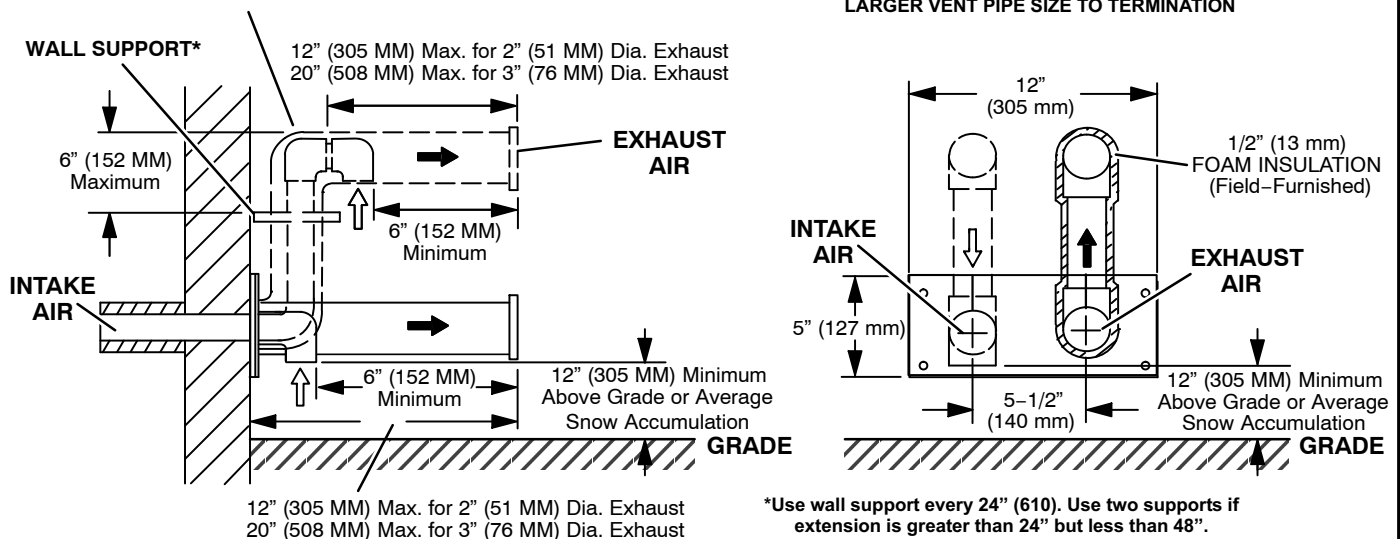 LARGER VENT PIPE SIZE TO TERMINATION
WALL SUPPORT*
12” (305 MM) Max. for 2” (51 MM) Dia. Exhaust
20” (508 MM) Max. for 3” (76 MM) Dia. Exhaust
6” (152 MM)
Maximum
EXHAUST
AIR
6” (152 MM)
Minimum
INTAKE
AIR
6” (152 MM)
Minimum
12” (305 MM) Minimum
Above Grade or Average
Snow Accumulation
GRADE
12” (305 MM) Max. for 2” (51 MM) Dia. Exhaust
20” (508 MM) Max. for 3” (76 MM) Dia. Exhaust
12”
(305 mm)
1/2” (13 mm)
FOAM INSULATION
(Field–Furnished)
INTAKE
AIR
EXHAUST
AIR
5” (127 mm)
5–1/2”
(140 mm)
12” (305 MM) Minimum
Above Grade or Average
Snow Accumulation
GRADE
*Use wall support every 24” (610). Use two supports if
extension is greater than 24” but less than 48”.